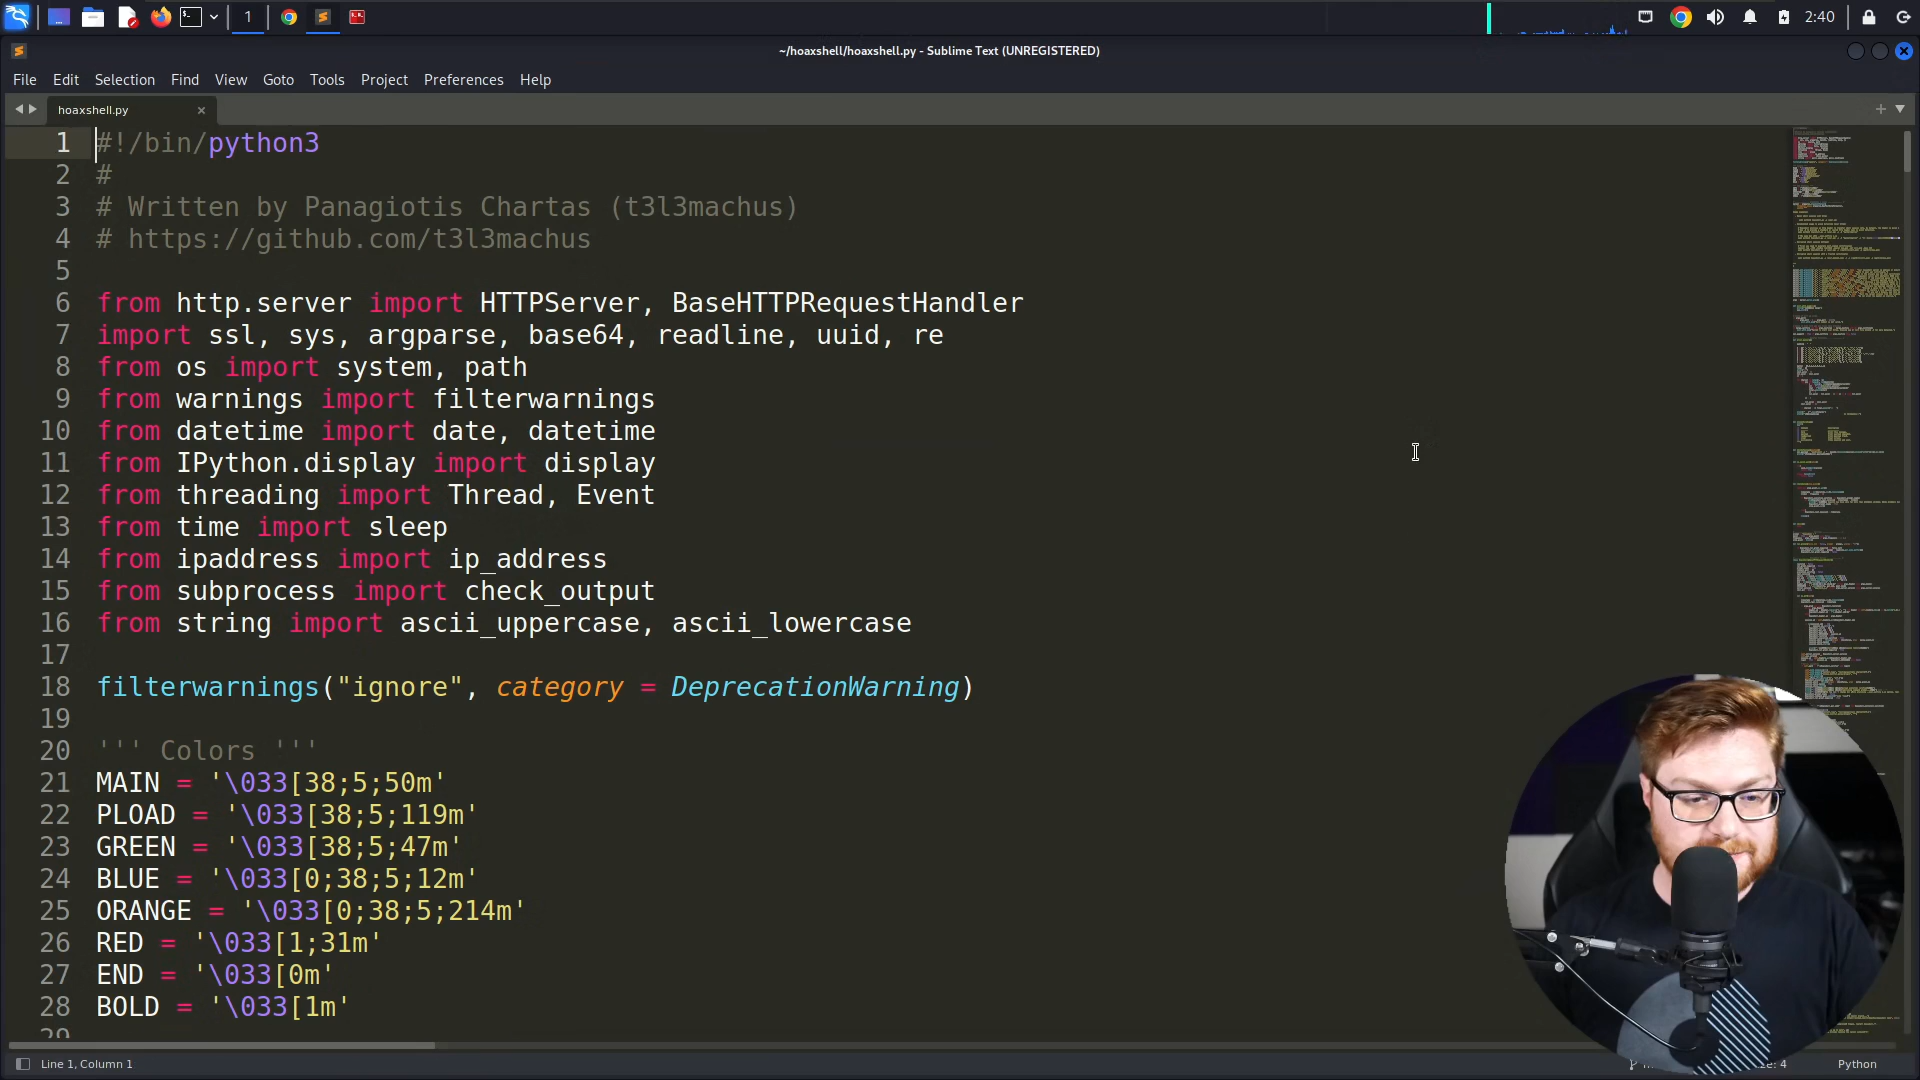 1
2:40
~/hoaxshell/hoaxshell.py - Sublime Text (UNREGISTERED)
File Edit Selection Find View Goto Tools Project Preferences Help
hoaxshell.py
1 #!/bin/python3
2 #
3 # Written by Panagiotis Chartas (t3l3machus)
4 # https://github.com/t3l3machus
5
6 from http.server import HTTPServer, BaseHTTPRequestHandler
7 import ssl, sys, argparse, base64, readline, uuid, re
8 from os import system, path
9 from warnings import filterwarnings
10 from datetime import date, datetime
11 from IPython.display import display
12 from threading import Thread, Event
13 from time import sleep
14 from ipaddress import ip_address
15 from subprocess import check_output
16 from string import ascii_uppercase, ascii_lowercase
17
18 filterwarnings("ignore", category = DeprecationWarning)
19
20 ''' Colors '''
21 MAIN = '\033[38;5;50m'
22 PLOAD = '\033[38;5;119m'
23 GREEN = '\033[38;5;47m'
24 BLUE = '\033[0;38;5;12m'
25 ORANGE = '\033[0;38;5;214m'
26 RED = '\033[1;31m'
27 END = '\033[0m'
28 BOLD = '\033[1m'
29
Line 1, Column 1
4 Python